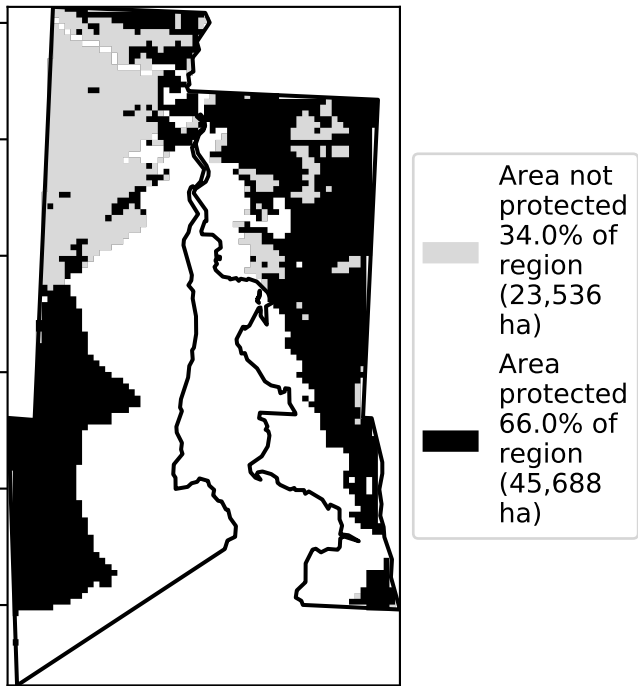 Area not
protected
34.0% of
region
(23,536
ha)
Area
protected
66.0% of
region
(45,688
ha)